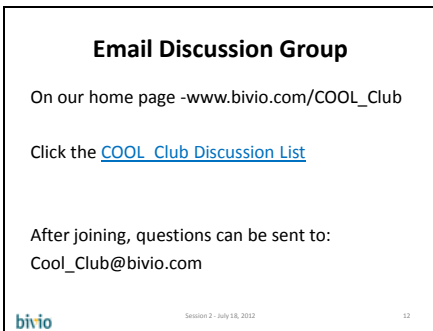 Email Discussion Group
On our home page -www.bivio.com/COOL_Club
Click the COOL_Club Discussion List
After joining, questions can be sent to:
Cool_Club@bivio.com
bivio
Session 2 - July 18, 2012
12